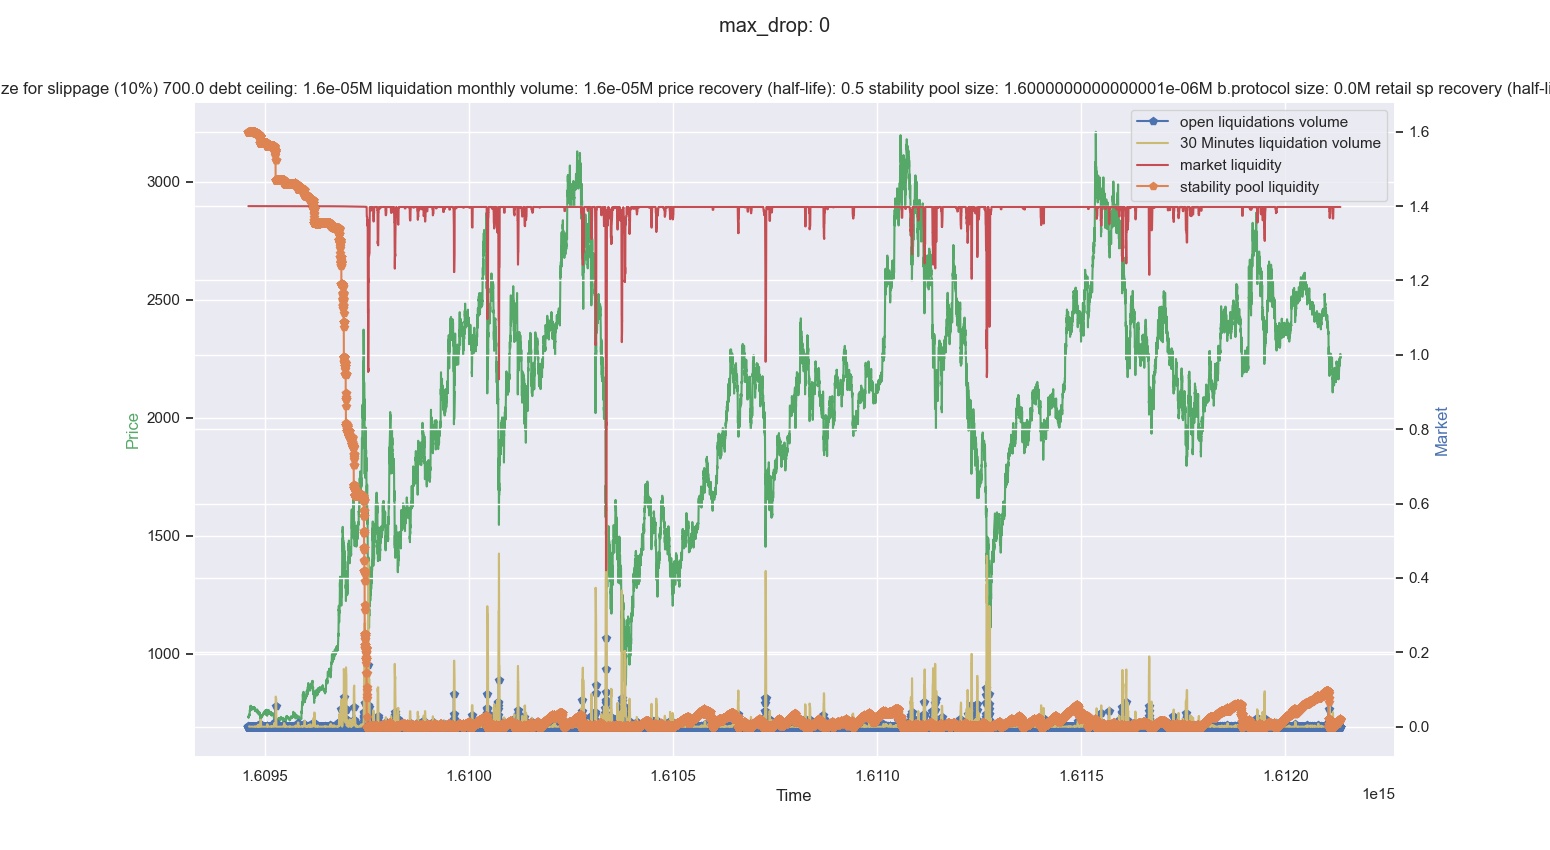 max_drop: 0
ze for slippage (10%) 700.0 debt ceiling: 1.6e-05M liquidation monthly volume: 1.6e-05M price recovery (half-life): 0.5 stability pool size: 1.6000000000000001e-06M b.protocol size: 0.0M retail sp recovery (half-li
open liquidations volume
30 Minutes liquidation volume
market liquidity
stability pool liquidity
3000
2500
2000
1500
1000
Price
1.6
1.4
1.2
1.0
0.8
0.6
0.4
0.2
0.0
Market
1.6095
1.6100
1.6105
1.6110
1.6115
1.6120
Time
1e15